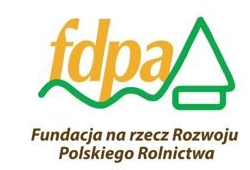 fdpa
Fundacja na rzecz Rozwoju
Polskiego Rolnictwa